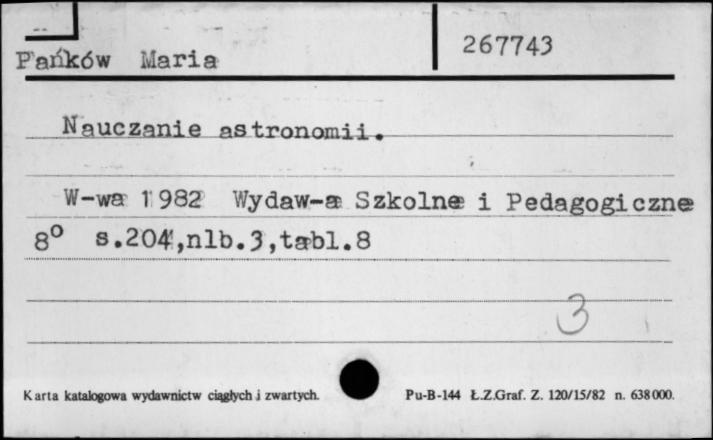 267743
Pańków Maria
Nauczanie astronomii.
W-wa 1982 Wydaw-a Szkolne i Pedagogiczne
8° s.204,nlb.3,tabl.8
3
Karta katalogowa wydawnictw ciągłych i zwartych.
Pu-B-144 Ł.Z.Graf. Z. 120/15/82 n. 638000.